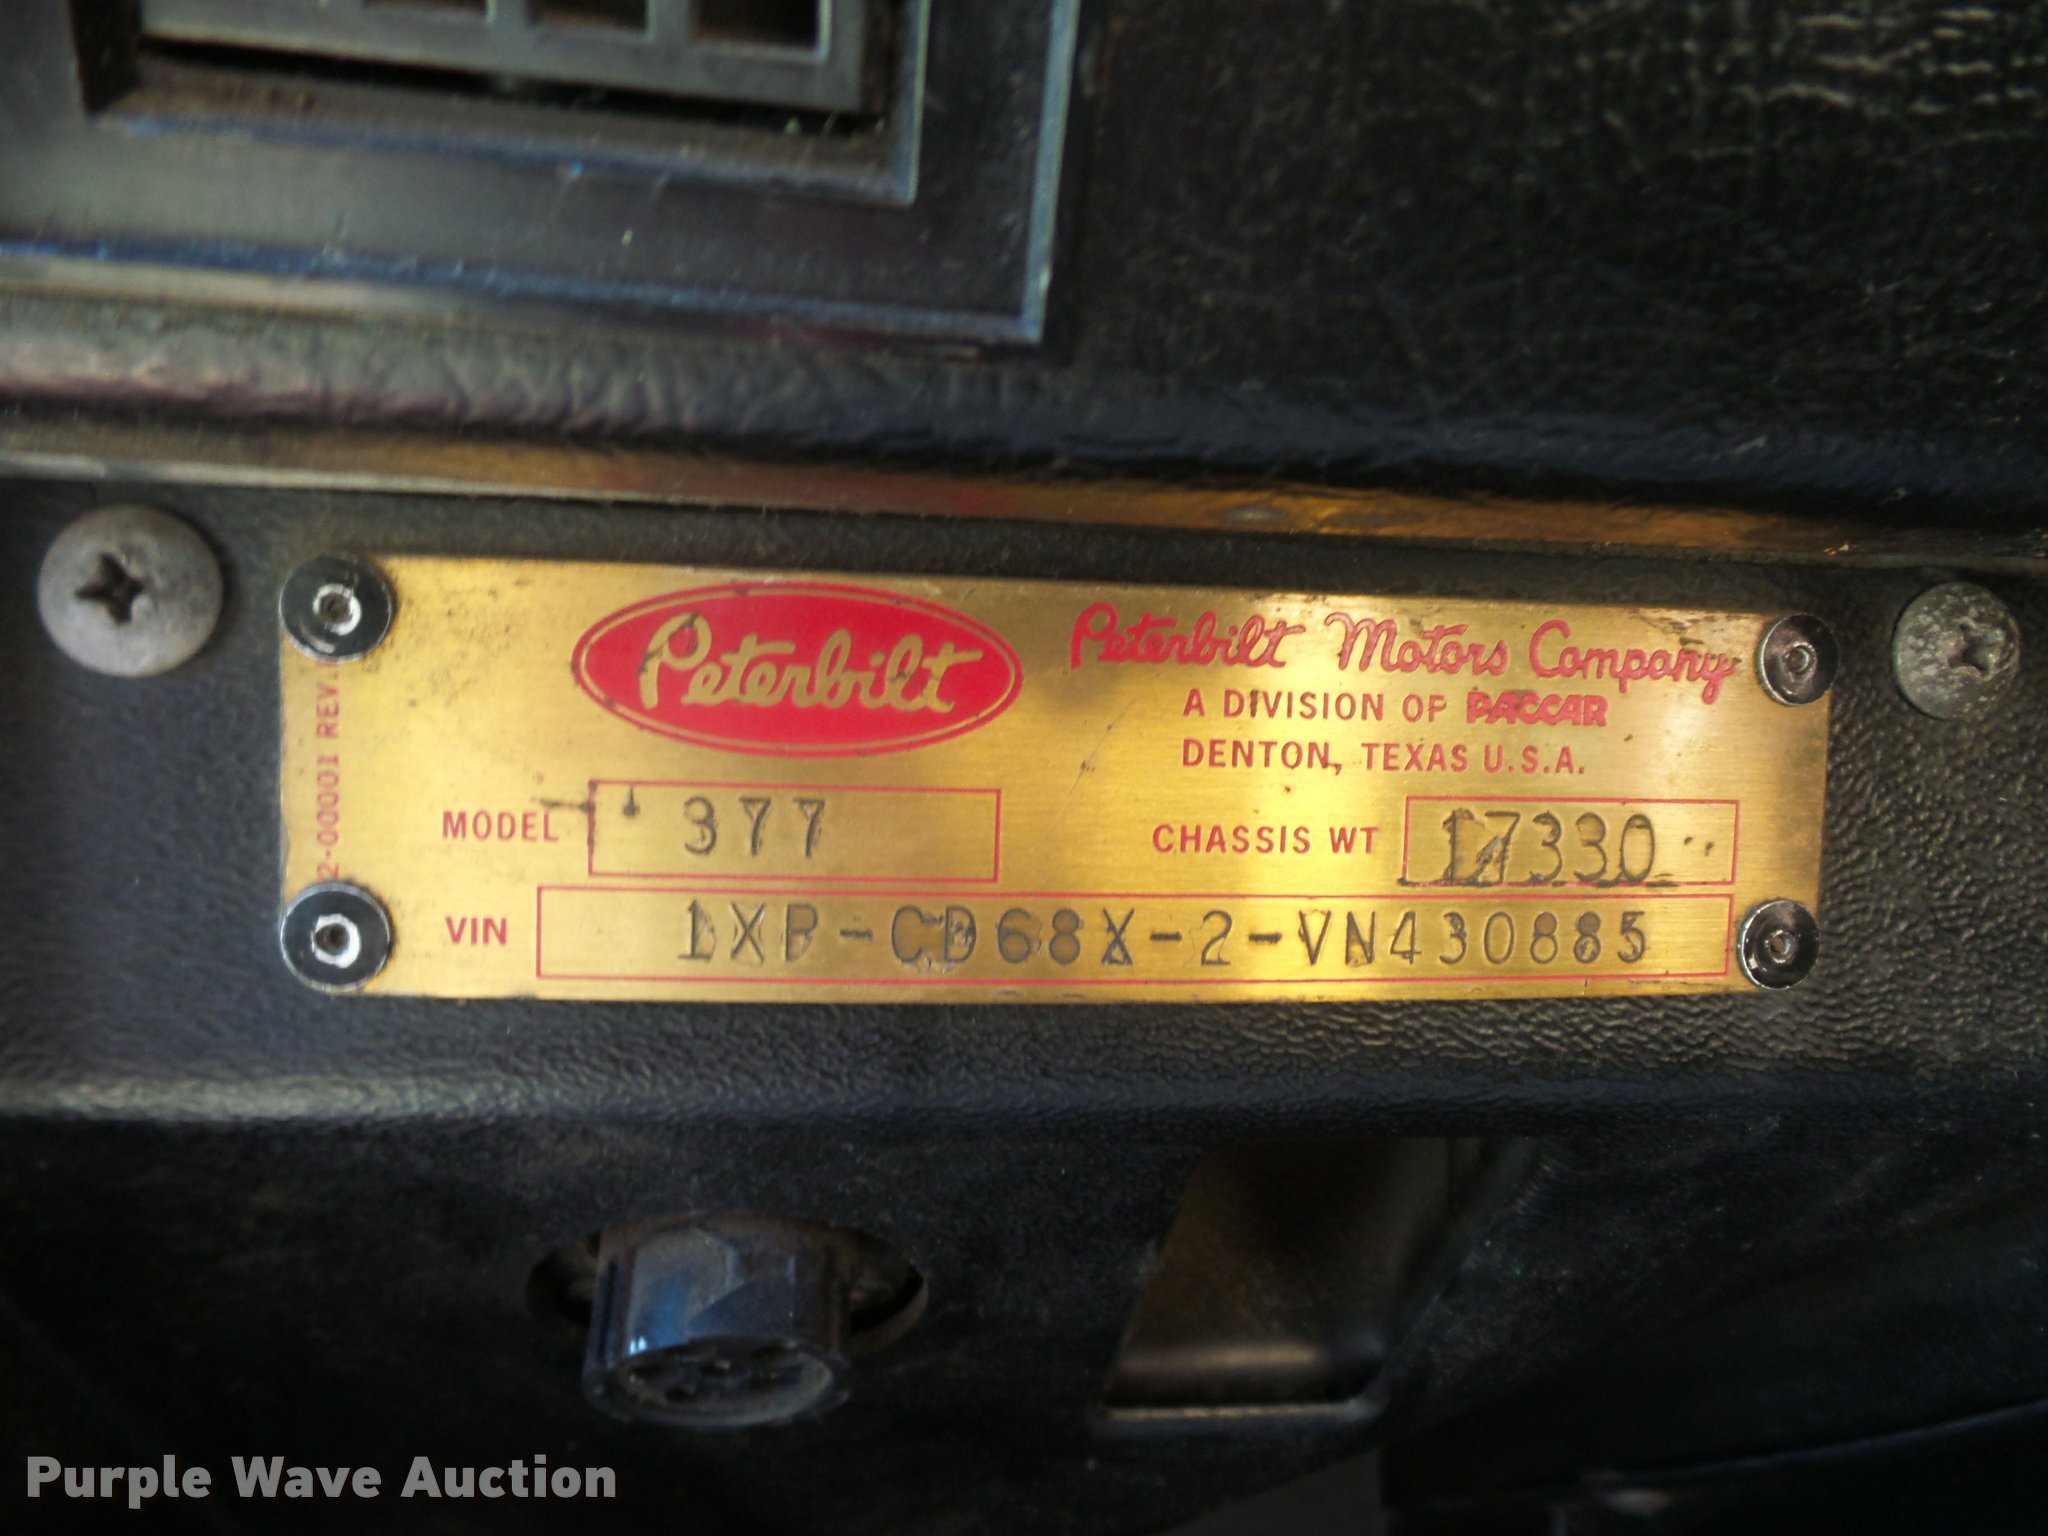 Peterbilt
Peterbilt Motors Company
A DIVISION OF PACCAR
DENTON, TEXAS U.S.A.
2-00001 REV.
MODEL 377
CHASSIS WT 17330
VIN 1XP-CD68X-2-VN430885
Purple Wave Auction